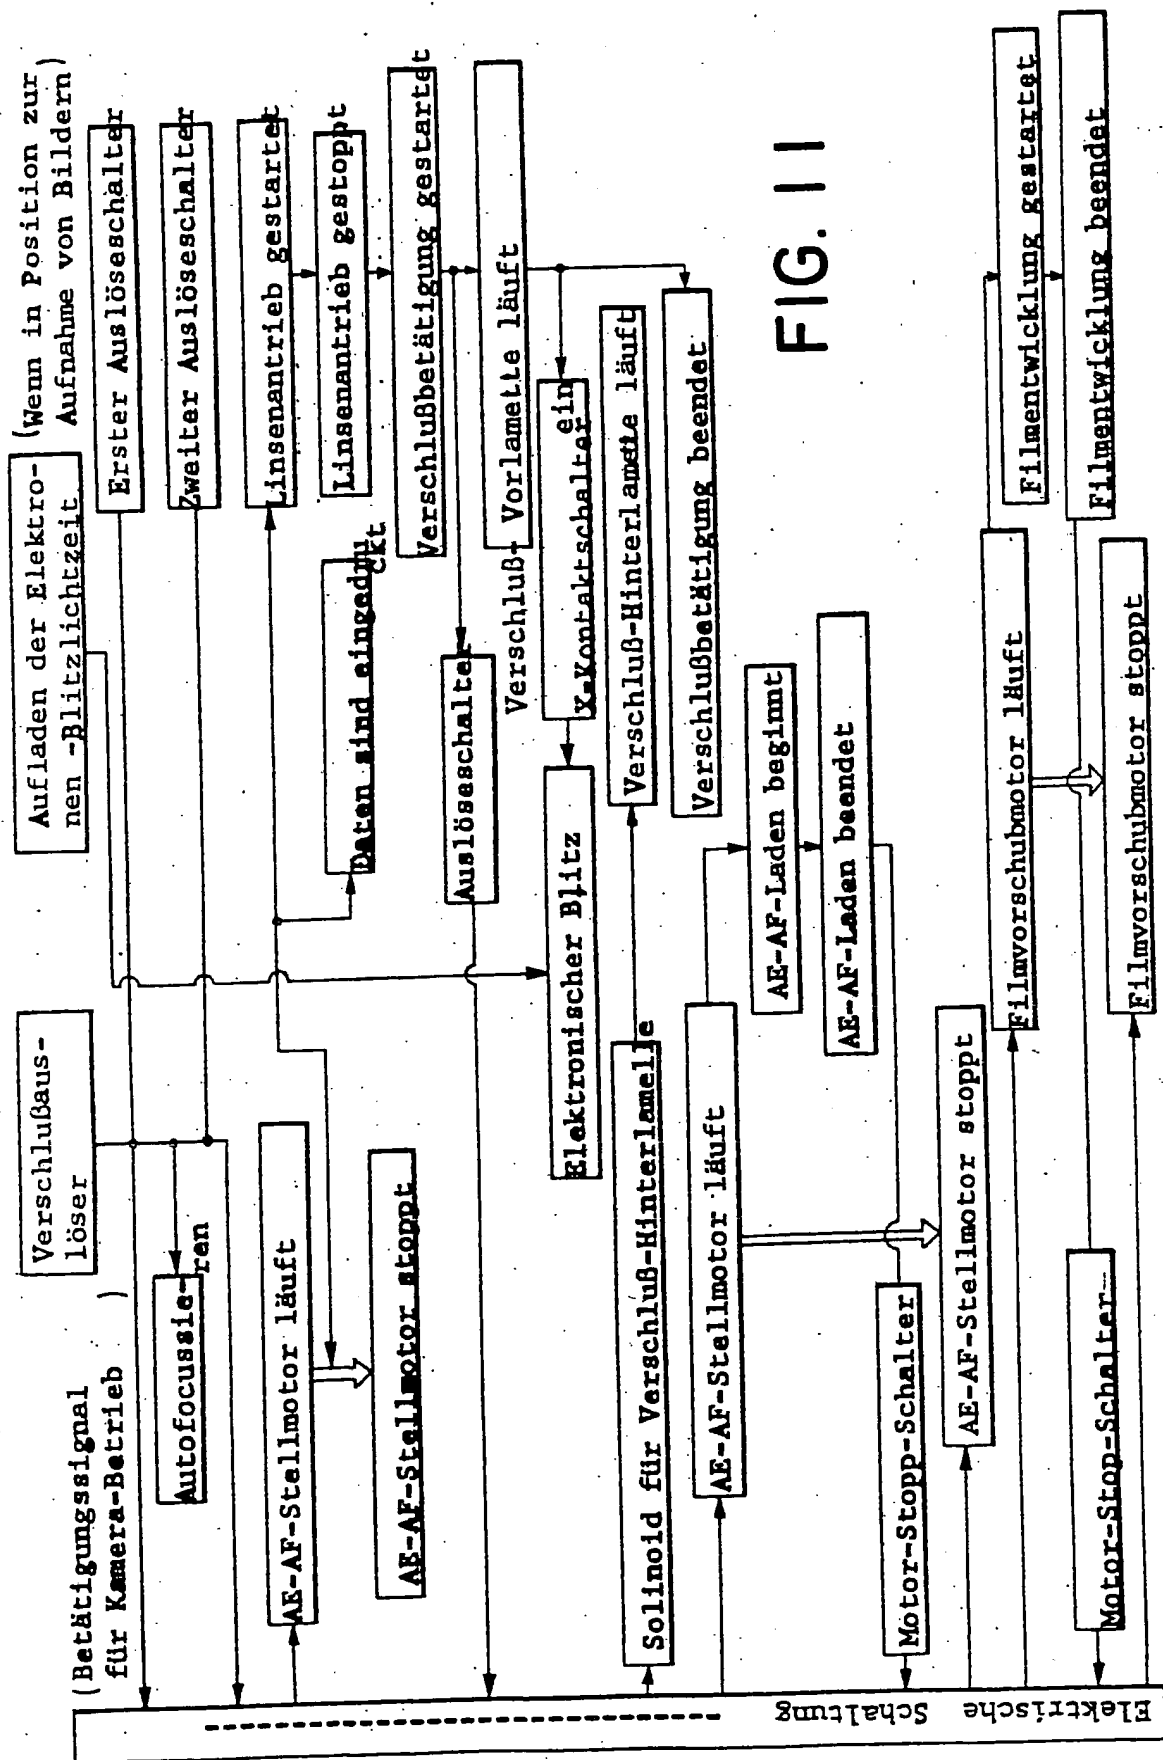 (Betätigungssignal
für Kamera-Betrieb )
Verschlußaus-
löser
Aufladen der Elektro-
nen -Blitzlichtzeit
(Wenn in Position zur
Aufnahme von Bildern)
Erster Auslöseschalter
Zweiter Auslöseschalter
Autofocussie-
ren
AE-AF-Stellmotor läuft
Linsenantrieb gestartet
AE-AF-Stellmotor stoppt
Daten sind eingedru
ckt
Linsenantrieb gestoppt
Verschlußbetätigung gestartet
Auslöseschalter
Verschluß- Vorlamelle läuft
Elektronischer Blitz
ein
X-Kontaktschalter
Solinoid für Verschluß-Hinterlamelle
Verschluß-Hinterlamelle läuft
Verschlußbetätigung beendet
AE-AF-Stellmotor läuft
AE-AF-Laden beginnt
AE-AF-Laden beendet
Motor-Stopp-Schalter
AE-AF-Stellmotor stoppt
Filmvorschubmotor läuft
Filmentwicklung gestartet
Filmentwicklung beendet
Motor-Stop-Schalter
Filmvorschubmotor stoppt
Elektrische Schaltung
FIG. 11